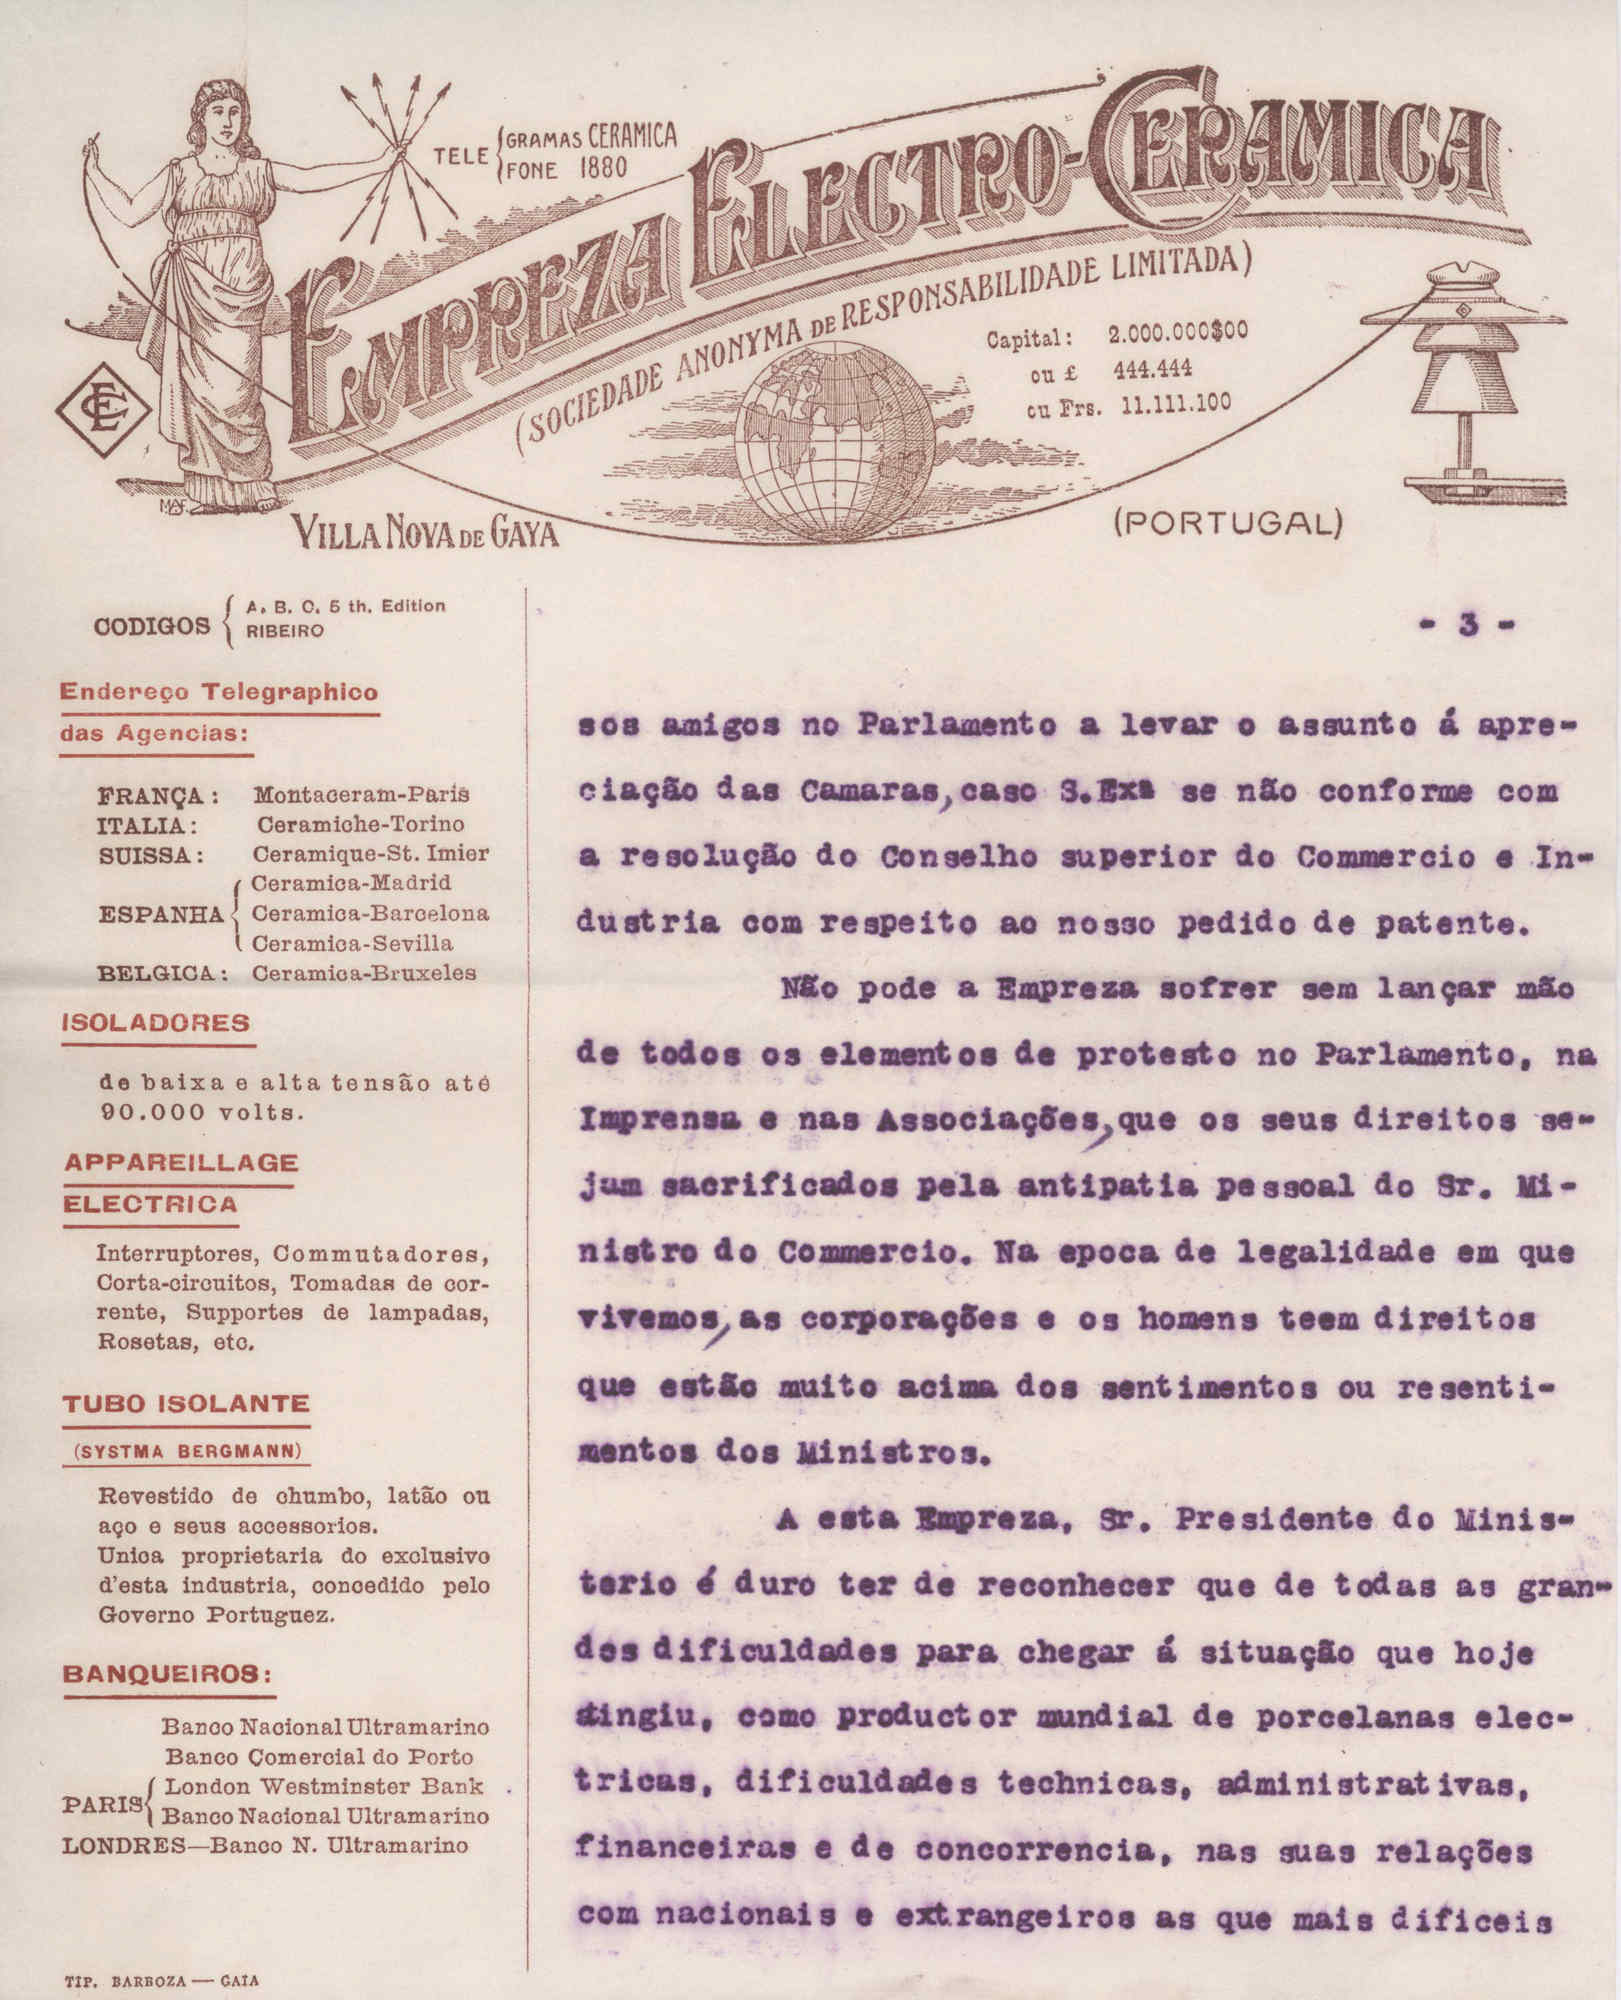 TELE { GRAMAS CERAMICA
FONE 1880
EMPREZA ELECTRO-CERAMICA
(SOCIEDADE ANONYMA DE RESPONSABILIDADE LIMITADA)
Capital: 2.000.000$00
ou £ 444.444
ou Frs. 11.111.100
CE
VILLA NOVA DE GAYA
(PORTUGAL)
CODIGOS { A. B. C. 5 th. Edition
RIBEIRO
Endereço Telegraphico
das Agencias:
FRANÇA: Montaceram-Paris
ITALIA: Ceramiche-Torino
SUISSA: Ceramique-St. Imier
Ceramica-Madrid
ESPANHA { Ceramica-Barcelona
Ceramica-Sevilla
BELGICA: Ceramica-Bruxeles
ISOLADORES
de baixa e alta tensão até
90.000 volts.
APPAREILLAGE
ELECTRICA
Interruptores, Commutadores,
Corta-circuitos, Tomadas de cor-
rente, Supportes de lampadas,
Rosetas, etc.
TUBO ISOLANTE
(SYSTMA BERGMANN)
Revestido de chumbo, latão ou
aço e seus accessorios.
Unica proprietaria do exclusivo
d'esta industria, concedido pelo
Governo Portuguez.
BANQUEIROS:
Banco Nacional Ultramarino
Banco Comercial do Porto
PARIS { London Westminster Bank
Banco Nacional Ultramarino
LONDRES—Banco N. Ultramarino
TIP. BARBOZA — GAIA
- 3 -
sos amigos no Parlamento a levar o assunto á apre-
ciação das Camaras, caso S.Exª se não conforme com
a resolução do Conselho superior do Commercio e In-
dustria com respeito ao nosso pedido de patente.
Não pode a Empreza sofrer sem lançar mão
de todos os elementos de protesto no Parlamento, na
Imprensa e nas Associações, que os seus direitos se-
jam sacrificados pela antipatia pessoal do Sr. Mi-
nistro do Commercio. Na epoca de legalidade em que
vivemos, as corporações e os homens teem direitos
que estão muito acima dos sentimentos ou resenti-
mentos dos Ministros.
A esta Empreza, Sr. Presidente do Minis-
terio é duro ter de reconhecer que de todas as gran-
des dificuldades para chegar á situação que hoje
atingiu, como productor mundial de porcelanas elec-
tricas, dificuldades technicas, administrativas,
financeiras e de concorrencia, nas suas relações
com nacionais e extrangeiros as que mais dificeis